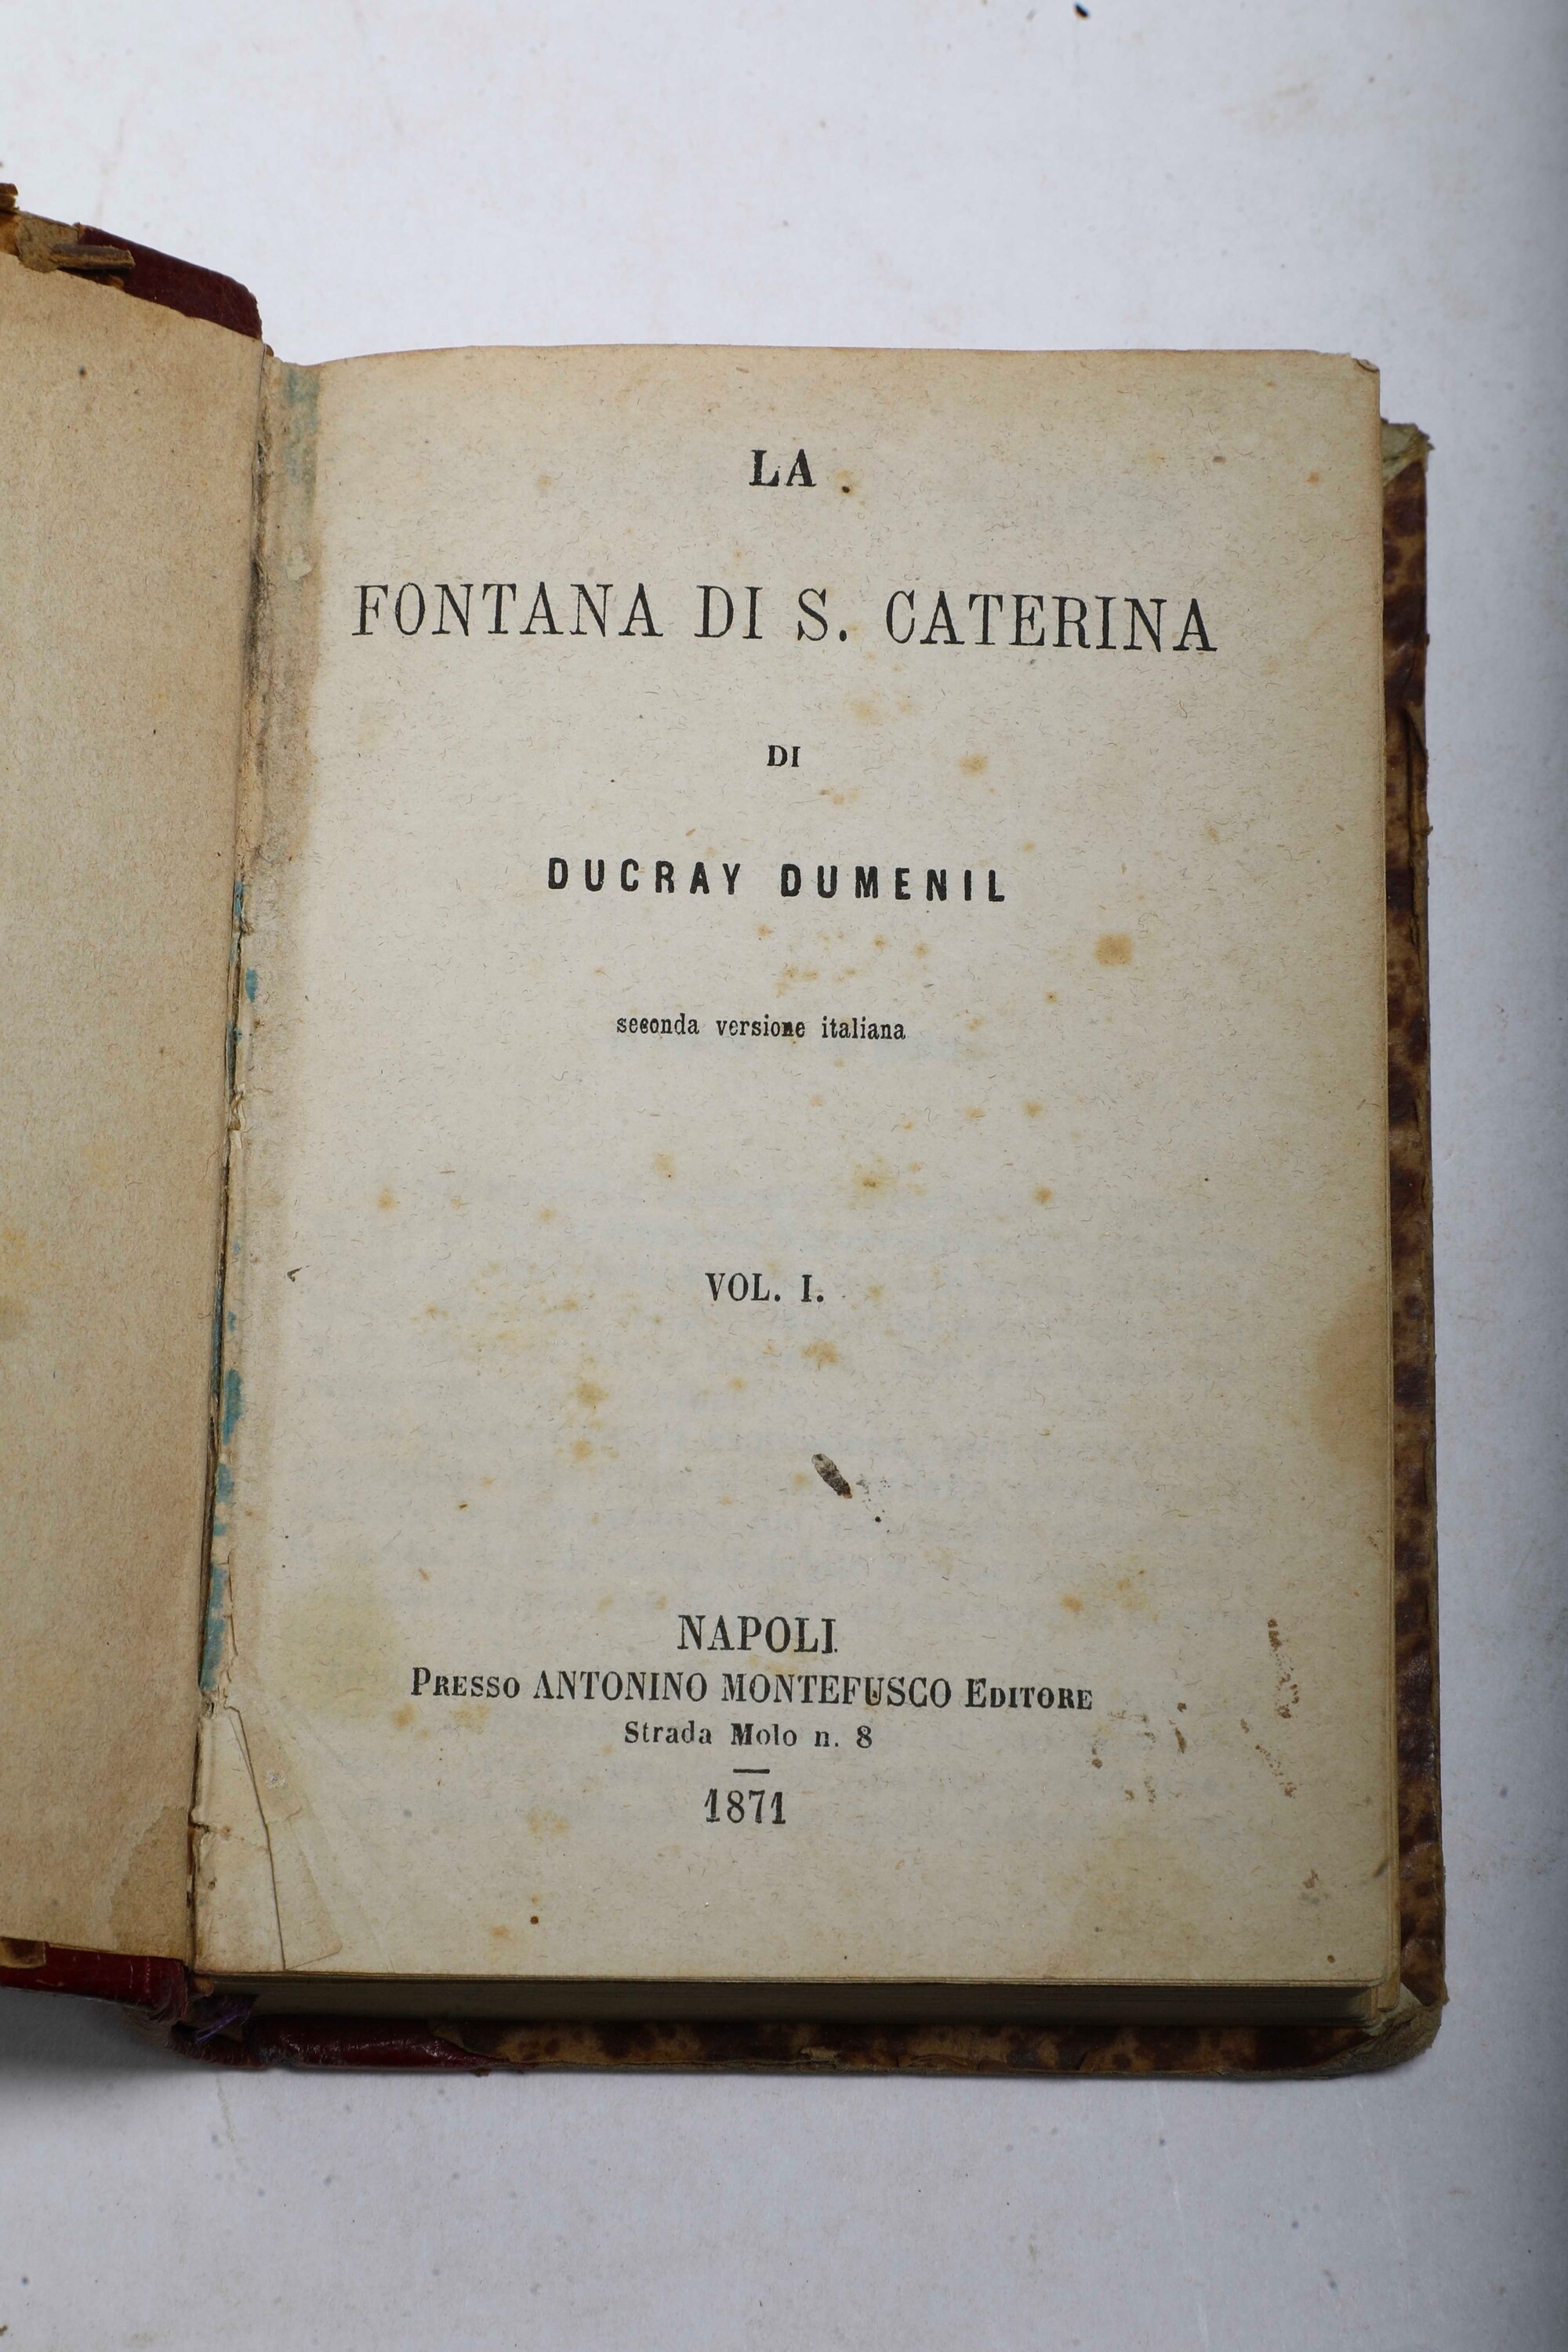 LA
FONTANA DI S. CATERINA
DI
DUCRAY DUMENIL
seconda versione italiana
VOL. I.
NAPOLI
PRESSO ANTONINO MONTEFUSCO EDITORE
Strada Molo n. 8
1871